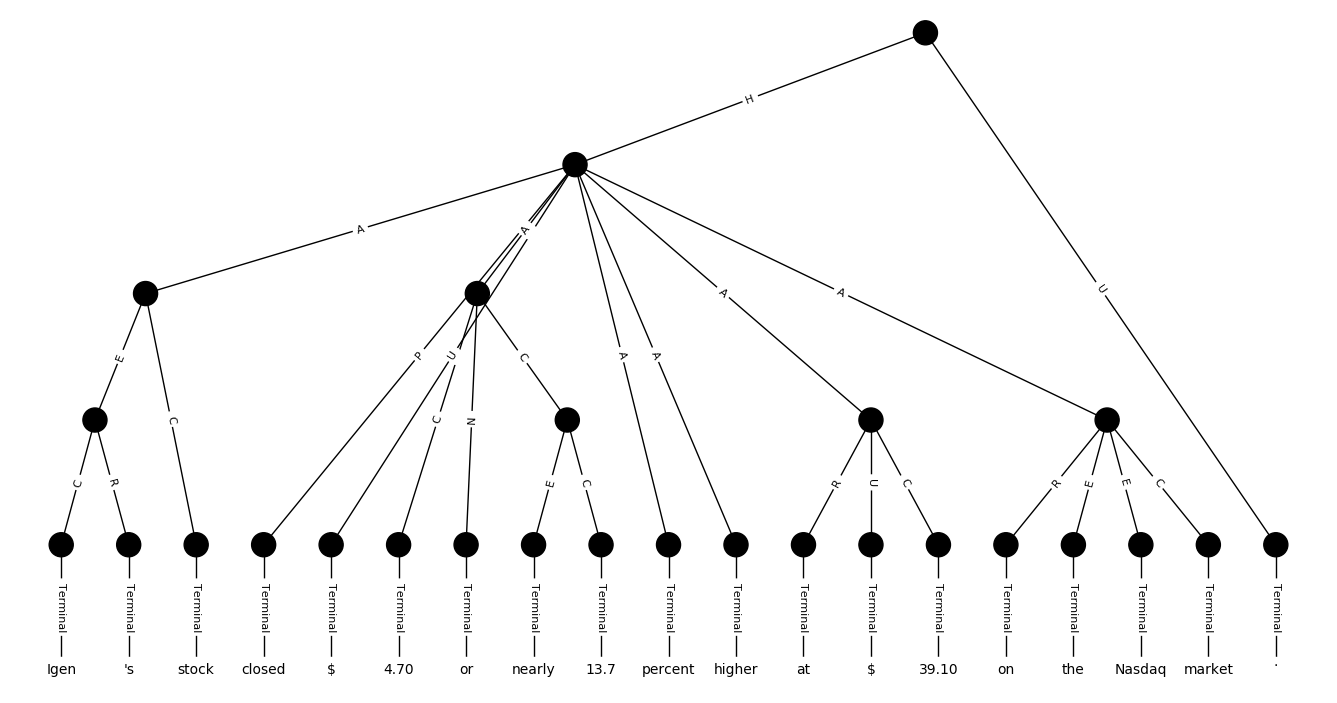 H
A
A
U
A
A
E
P
U
C
A
A
C
C
N
C
R
E
C
R
U
C
R
E
E
C
Terminal Terminal Terminal Terminal Terminal Terminal Terminal Terminal Terminal Terminal Terminal Terminal Terminal Terminal Terminal Terminal Terminal Terminal Terminal
Igen 's stock closed $ 4.70 or nearly 13.7 percent higher at $ 39.10 on the Nasdaq market .